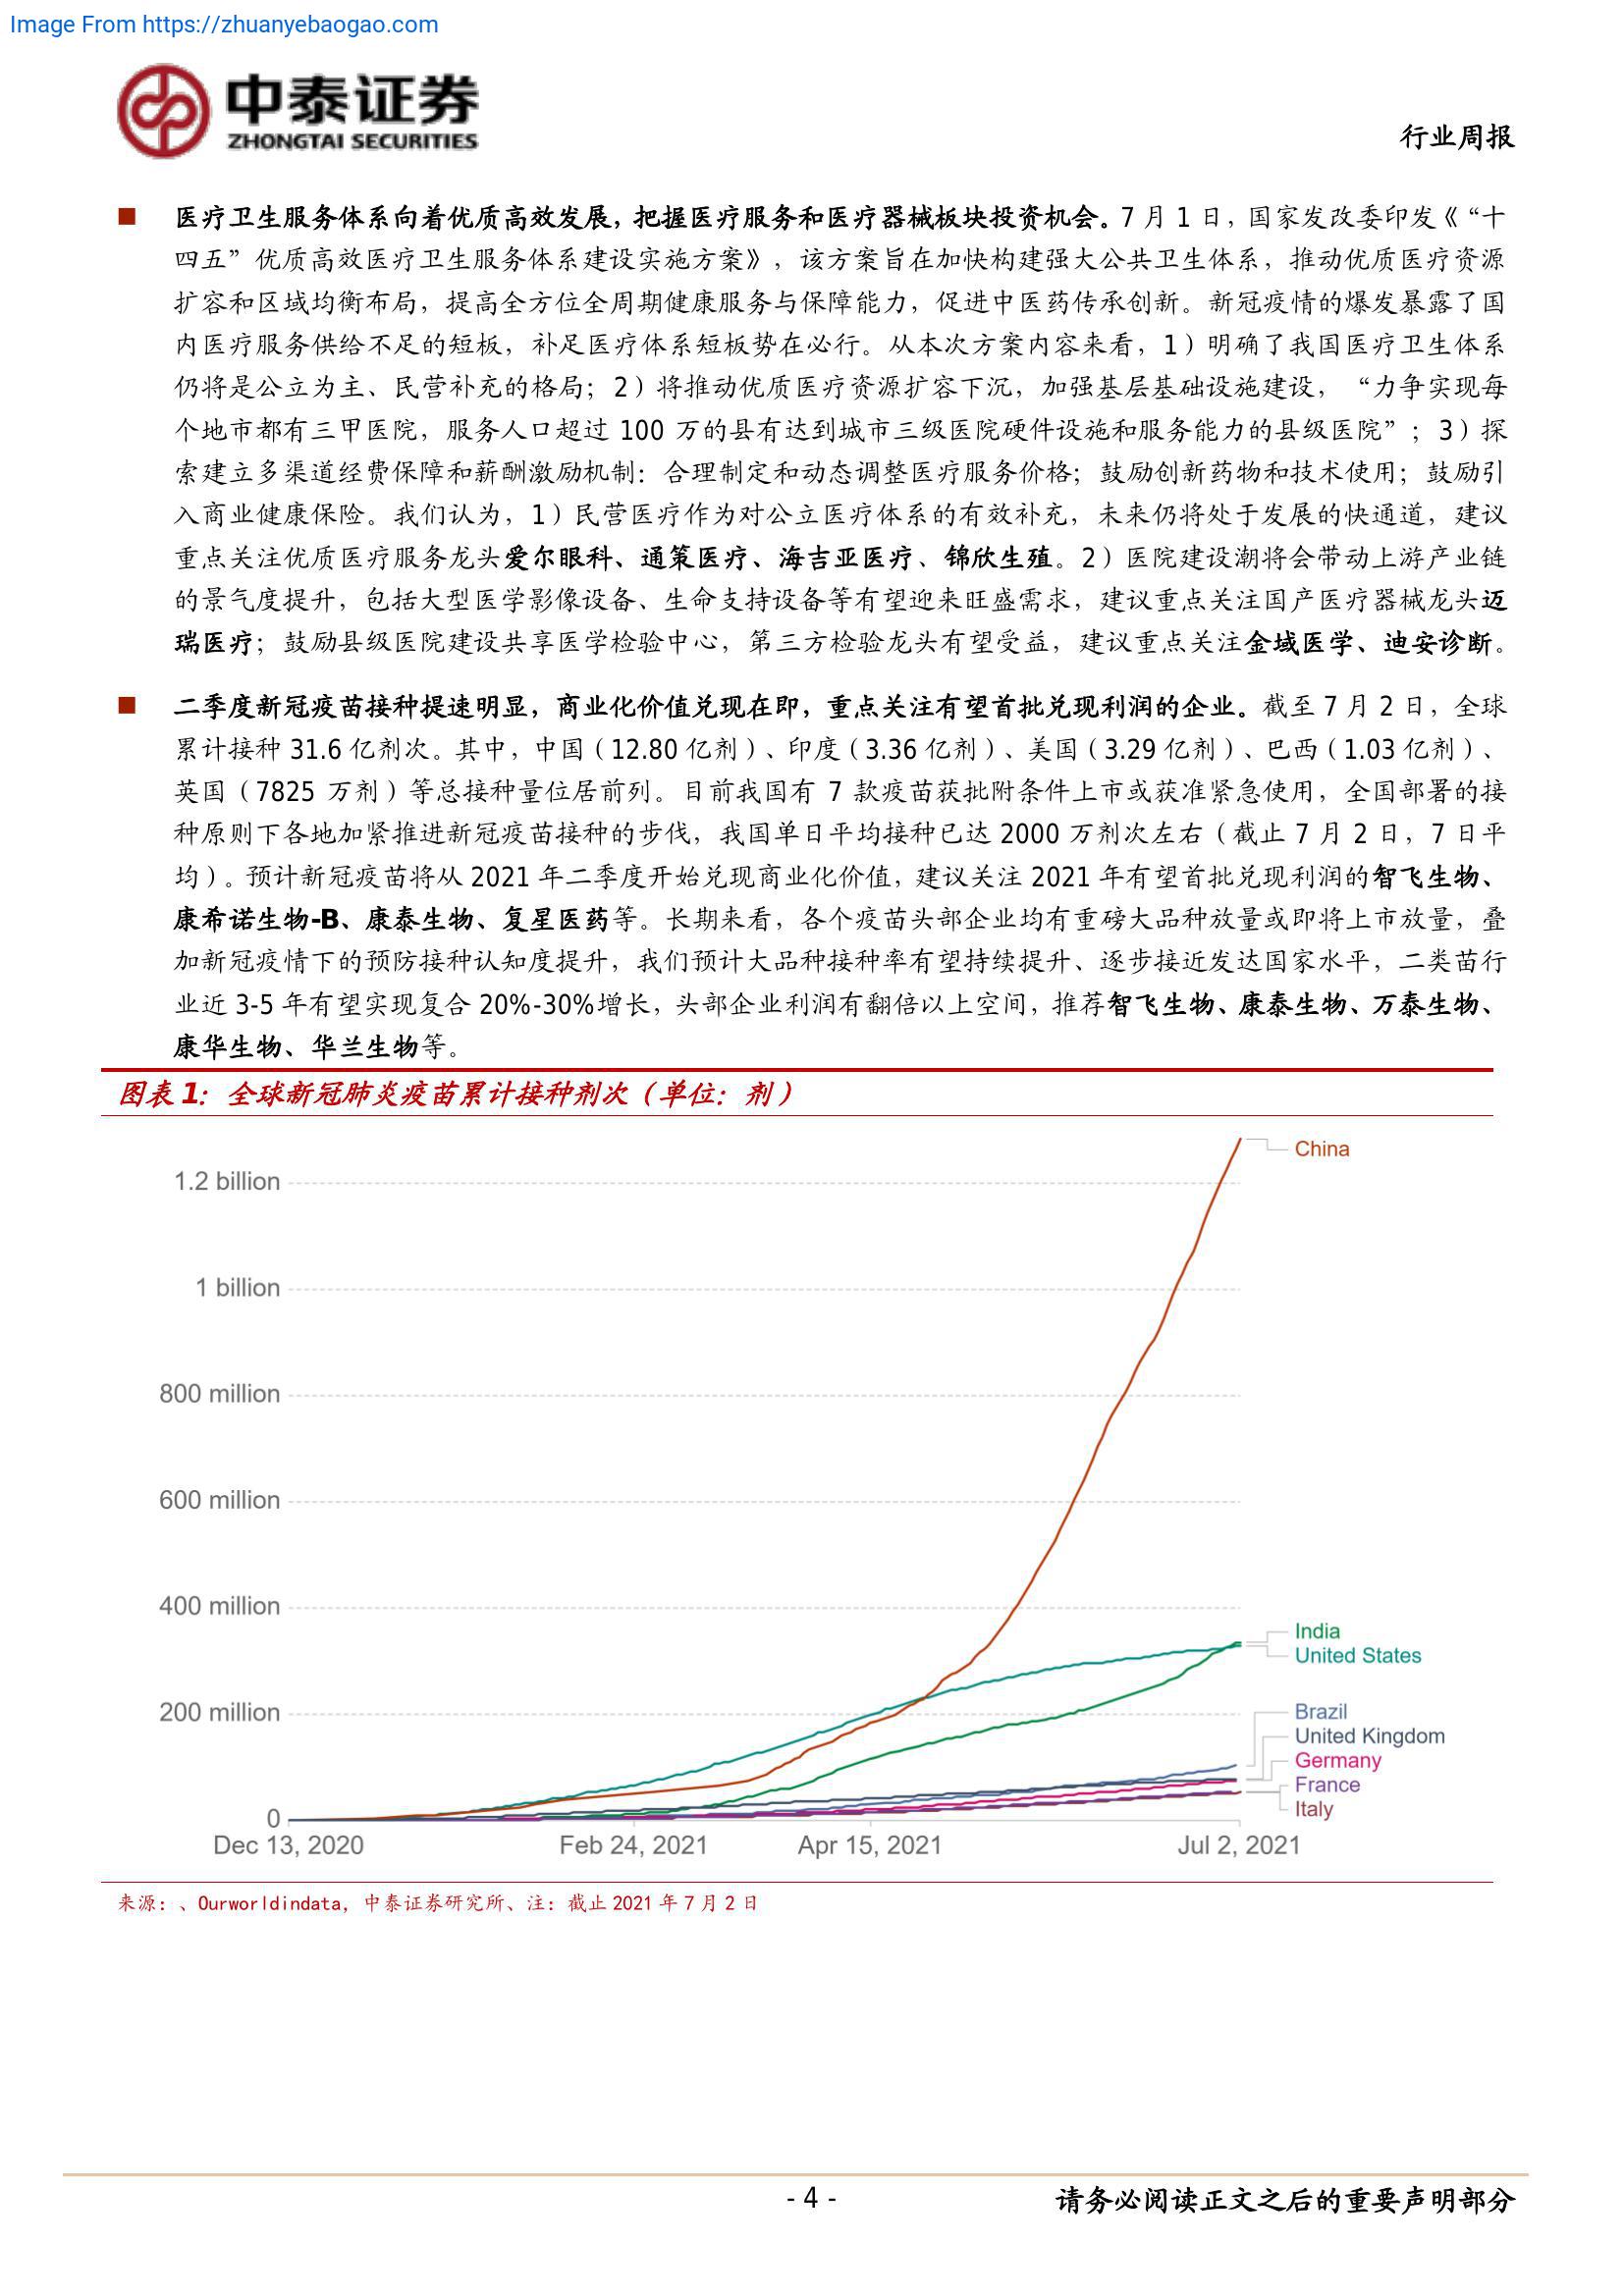 Image From https://zhuanyebaogao.com
中泰证券
ZHONGTAI SECURITIES
行业周报
■ 医疗卫生服务体系向着优质高效发展，把握医疗服务和医疗器械板块投资机会。7 月 1 日，国家发改委印发《“十
四五”优质高效医疗卫生服务体系建设实施方案》，该方案旨在加快构建强大公共卫生体系，推动优质医疗资源
扩容和区域均衡布局，提高全方位全周期健康服务与保障能力，促进中医药传承创新。新冠疫情的爆发暴露了国
内医疗服务供给不足的短板，补足医疗体系短板势在必行。从本次方案内容来看，1）明确了我国医疗卫生体系
仍将是公立为主、民营补充的格局；2）将推动优质医疗资源扩容下沉，加强基层基础设施建设，“力争实现每
个地市都有三甲医院，服务人口超过 100 万的县有达到城市三级医院硬件设施和服务能力的县级医院”；3）探
索建立多渠道经费保障和薪酬激励机制：合理制定和动态调整医疗服务价格；鼓励创新药物和技术使用；鼓励引
入商业健康保险。我们认为，1）民营医疗作为对公立医疗体系的有效补充，未来仍将处于发展的快通道，建议
重点关注优质医疗服务龙头爱尔眼科、通策医疗、海吉亚医疗、锦欣生殖。2）医院建设潮将会带动上游产业链
的景气度提升，包括大型医学影像设备、生命支持设备等有望迎来旺盛需求，建议重点关注国产医疗器械龙头迈
瑞医疗；鼓励县级医院建设共享医学检验中心，第三方检验龙头有望受益，建议重点关注金域医学、迪安诊断。
■ 二季度新冠疫苗接种提速明显，商业化价值兑现在即，重点关注有望首批兑现利润的企业。截至 7 月 2 日，全球
累计接种 31.6 亿剂次。其中，中国（12.80 亿剂）、印度（3.36 亿剂）、美国（3.29 亿剂）、巴西（1.03 亿剂）、
英国（7825 万剂）等总接种量位居前列。目前我国有 7 款疫苗获批附条件上市或获准紧急使用，全国部署的接
种原则下各地加紧推进新冠疫苗接种的步伐，我国单日平均接种已达 2000 万剂次左右（截止 7 月 2 日，7 日平
均）。预计新冠疫苗将从 2021 年二季度开始兑现商业化价值，建议关注 2021 年有望首批兑现利润的智飞生物、
康希诺生物-B、康泰生物、复星医药等。长期来看，各个疫苗头部企业均有重磅大品种放量或即将上市放量，叠
加新冠疫情下的预防接种认知度提升，我们预计大品种接种率有望持续提升、逐步接近发达国家水平，二类苗行
业近 3-5 年有望实现复合 20%-30%增长，头部企业利润有翻倍以上空间，推荐智飞生物、康泰生物、万泰生物、
康华生物、华兰生物等。
图表 1：全球新冠肺炎疫苗累计接种剂次（单位：剂）
China
1.2 billion
1 billion
800 million
600 million
400 million
India
United States
200 million
Brazil
United Kingdom
Germany
France
Italy
0
Dec 13, 2020
Feb 24, 2021
Apr 15, 2021
Jul 2, 2021
来源：、Ourworldindata，中泰证券研究所、注：截止 2021 年 7 月 2 日
- 4 -
请务必阅读正文之后的重要声明部分